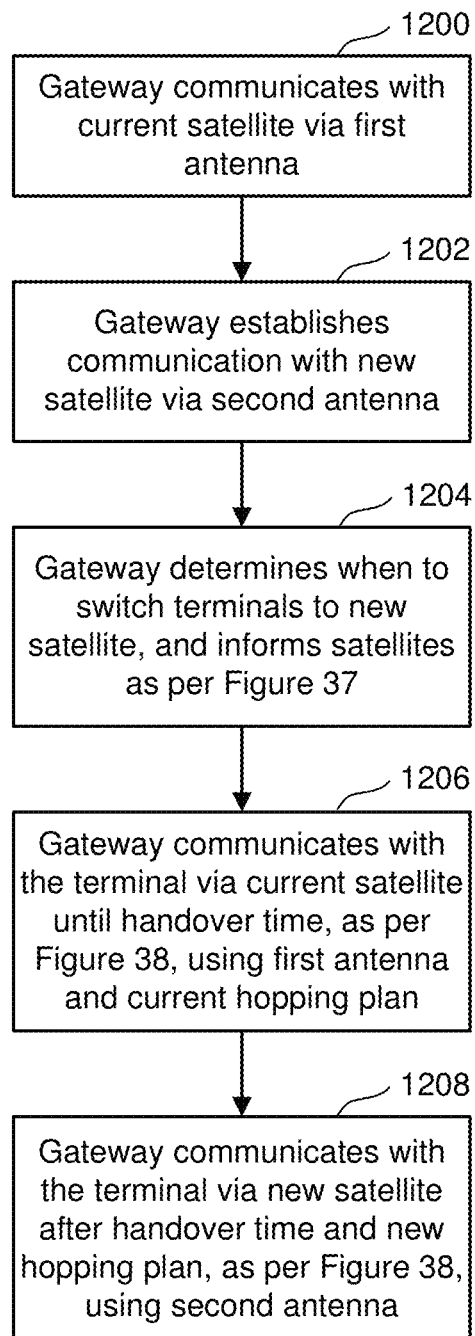 1200
Gateway communicates with
current satellite via first
antenna
1202
Gateway establishes
communication with new
satellite via second antenna
1204
Gateway determines when to
switch terminals to new
satellite, and informs satellites
as per Figure 37
1206
Gateway communicates with
the terminal via current satellite
until handover time, as per
Figure 38, using first antenna
and current hopping plan
1208
Gateway communicates with
the terminal via new satellite
after handover time and new
hopping plan, as per Figure 38,
using second antenna